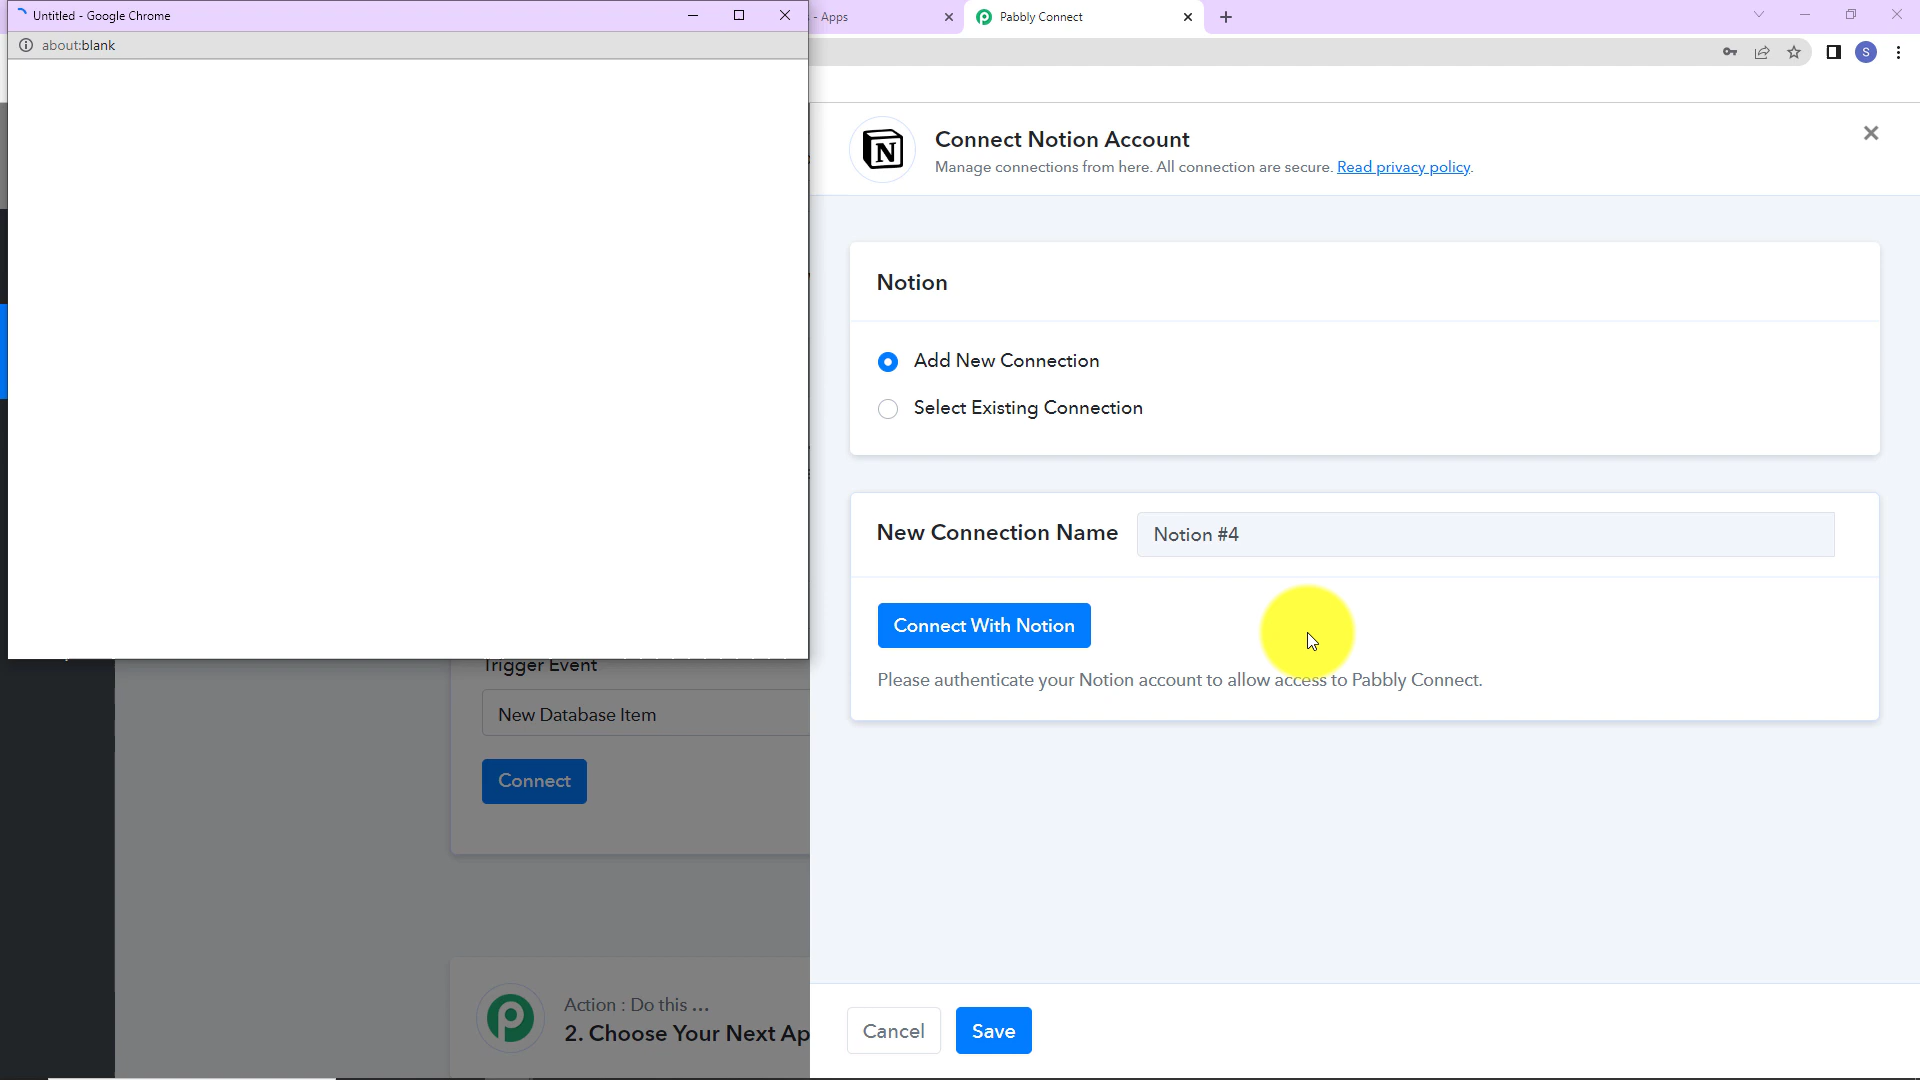 Untitled - Google Chrome
about:blank
- Apps
Pabbly Connect
S
N
Connect Notion Account
Manage connections from here. All connection are secure. Read privacy policy.
Notion
Add New Connection
Select Existing Connection
New Connection Name
Notion #4
Connect With Notion
Please authenticate your Notion account to allow access to Pabbly Connect.
Trigger Event
New Database Item
Connect
Action : Do this ...
2. Choose Your Next Ap
Cancel
Save